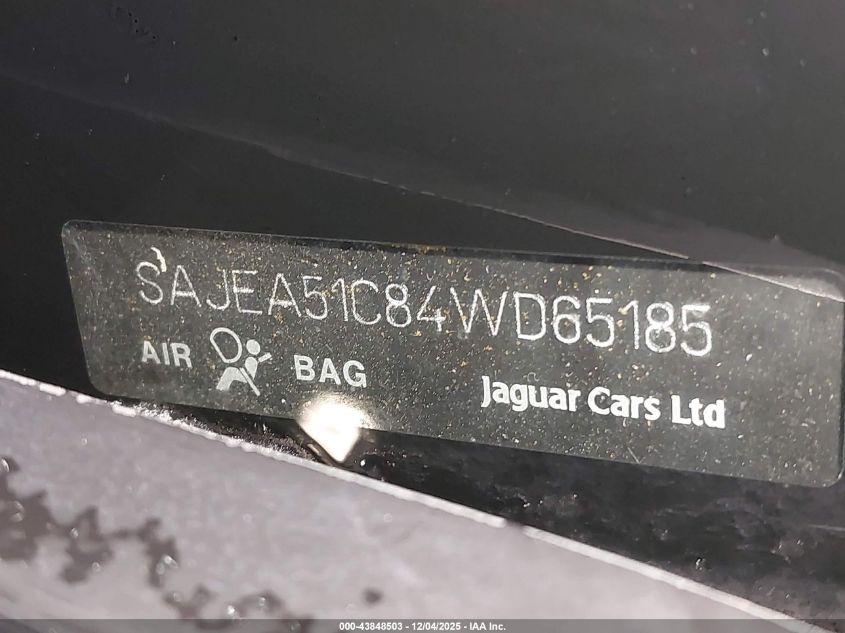 SAJEA51C84WD65185
AIR BAG
Jaguar Cars Ltd
000-43848503 - 12/04/2025 - IAA Inc.